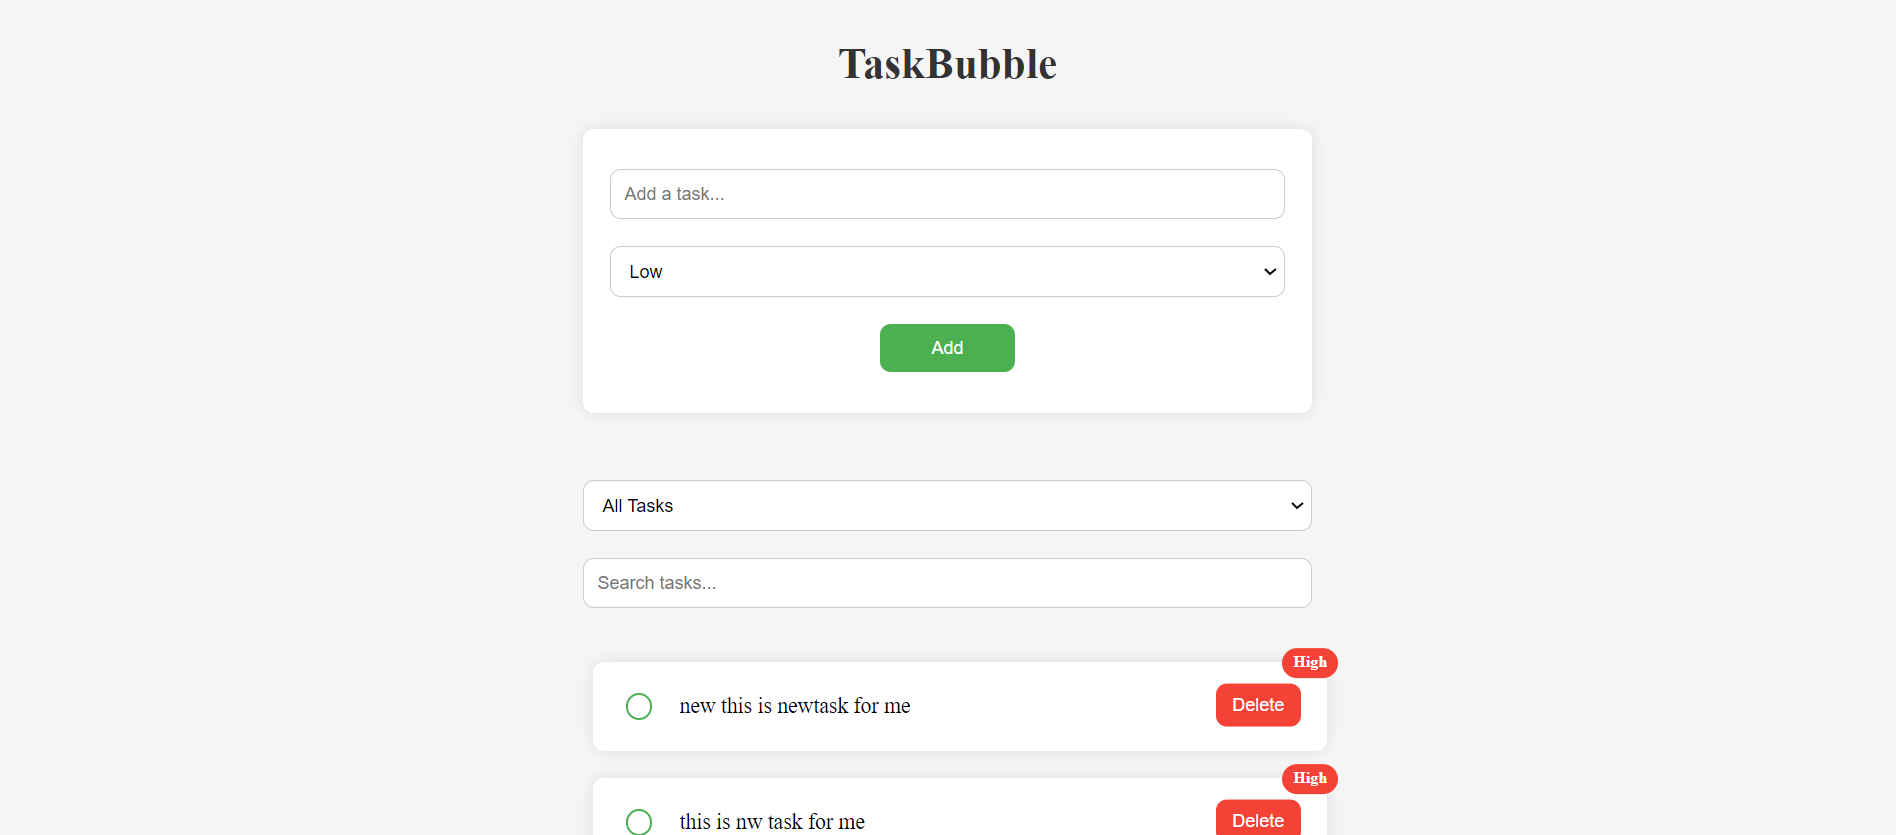 TaskBubble
Add a task...
Low
Add
All Tasks
Search tasks...
High
new this is newtask for me
Delete
High
this is nw task for me
Delete